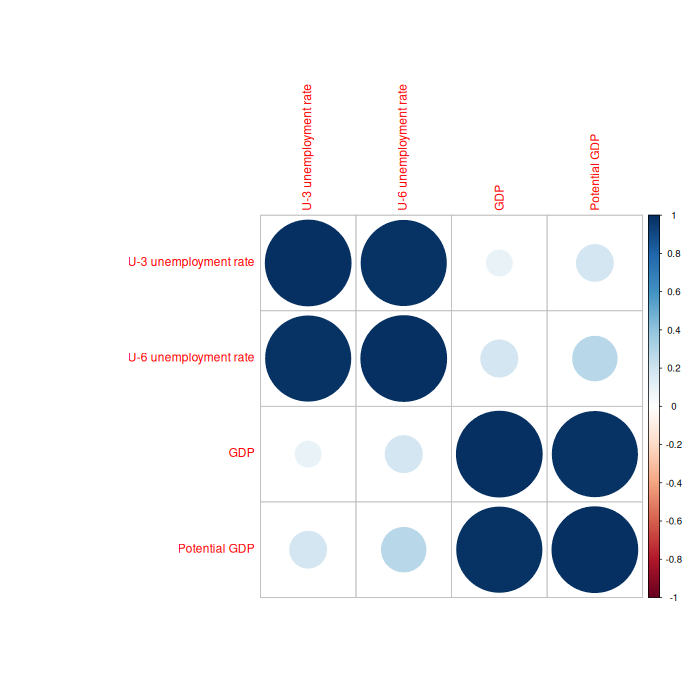 U-3 unemployment rate
U-6 unemployment rate
GDP
Potential GDP
U-3 unemployment rate
U-6 unemployment rate
GDP
Potential GDP
1
0.8
0.6
0.4
0.2
0
-0.2
-0.4
-0.6
-0.8
-1